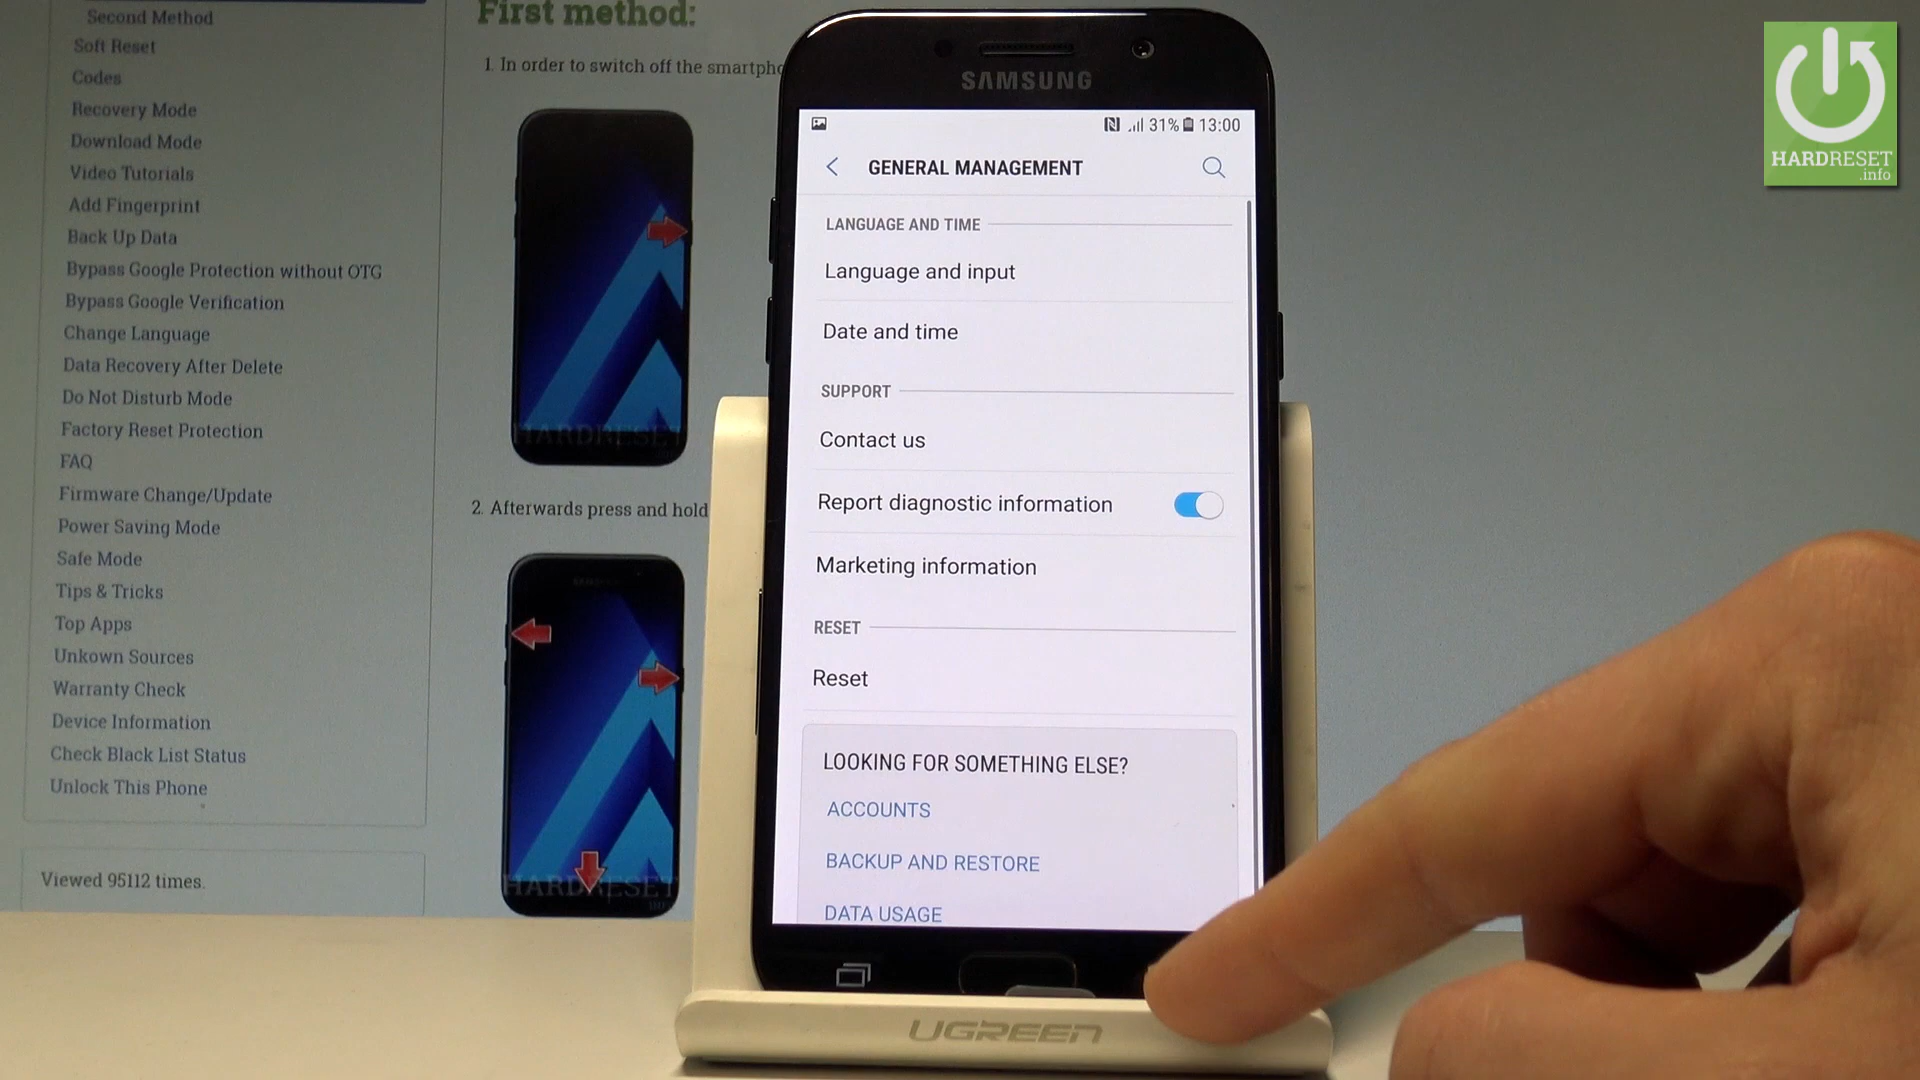 Second Method
Soft Reset
Codes
Recovery Mode
Download Mode
Video Tutorials
Add Fingerprint
Back Up Data
Bypass Google Protection without OTG
Bypass Google Verification
Change Language
Data Recovery After Delete
Do Not Disturb Mode
Factory Reset Protection
FAQ
Firmware Change/Update
Power Saving Mode
Safe Mode
Tips & Tricks
Top Apps
Unkown Sources
Warranty Check
Device Information
Check Black List Status
Unlock This Phone
Viewed 95112 times.
First method:
1. In order to switch off the smartpho
HARDRESET
2. Afterwards press and hold
HARDRESET
SAMSUNG
31% 13:00
GENERAL MANAGEMENT
LANGUAGE AND TIME
Language and input
Date and time
SUPPORT
Contact us
Report diagnostic information
Marketing information
RESET
Reset
LOOKING FOR SOMETHING ELSE?
ACCOUNTS
BACKUP AND RESTORE
DATA USAGE
UGREEN
HARDRESET
.info